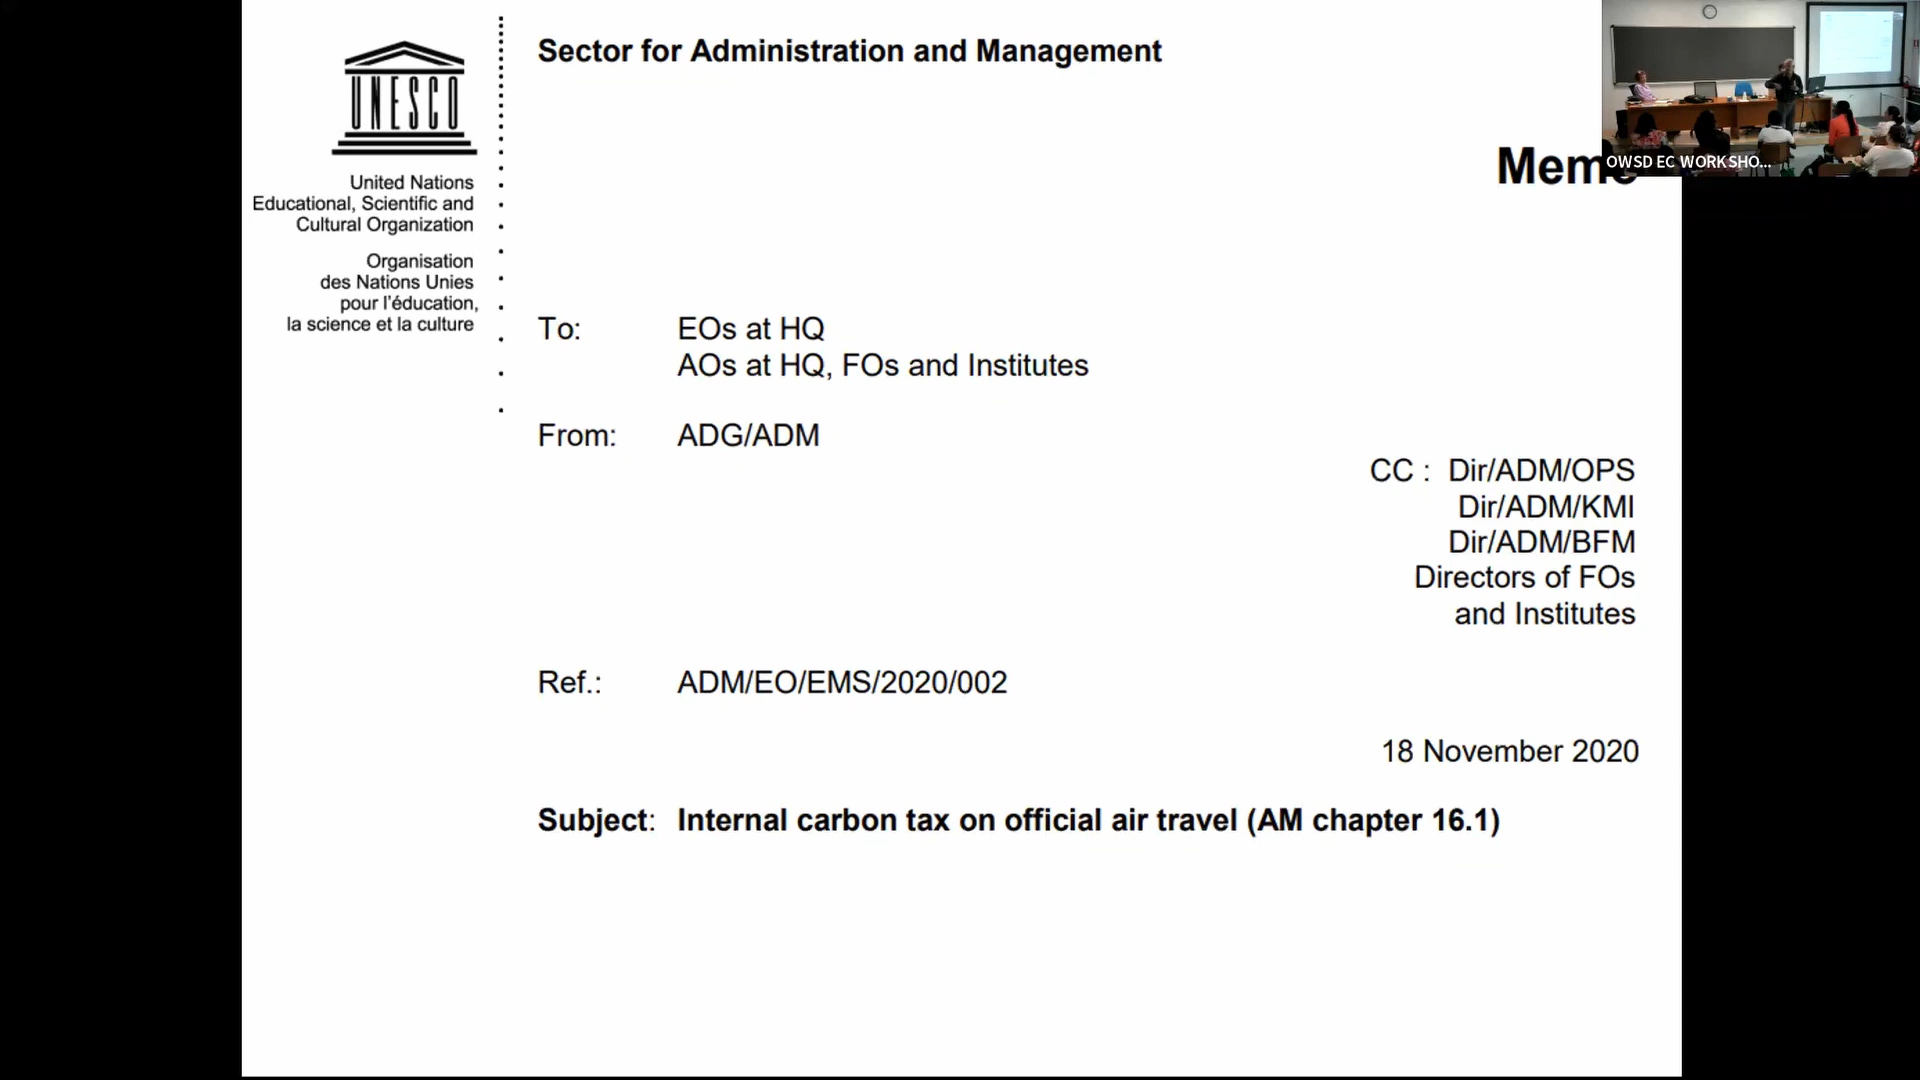 Sector for Administration and Management
UNESCO
United Nations
Educational, Scientific and
Cultural Organization
Organisation
des Nations Unies
pour l'éducation,
la science et la culture
OWSD EC WORKSHO...
To: EOs at HQ
AOs at HQ, FOs and Institutes
From: ADG/ADM
CC : Dir/ADM/OPS
Dir/ADM/KMI
Dir/ADM/BFM
Directors of FOs
and Institutes
Ref.: ADM/EO/EMS/2020/002
18 November 2020
Subject: Internal carbon tax on official air travel (AM chapter 16.1)